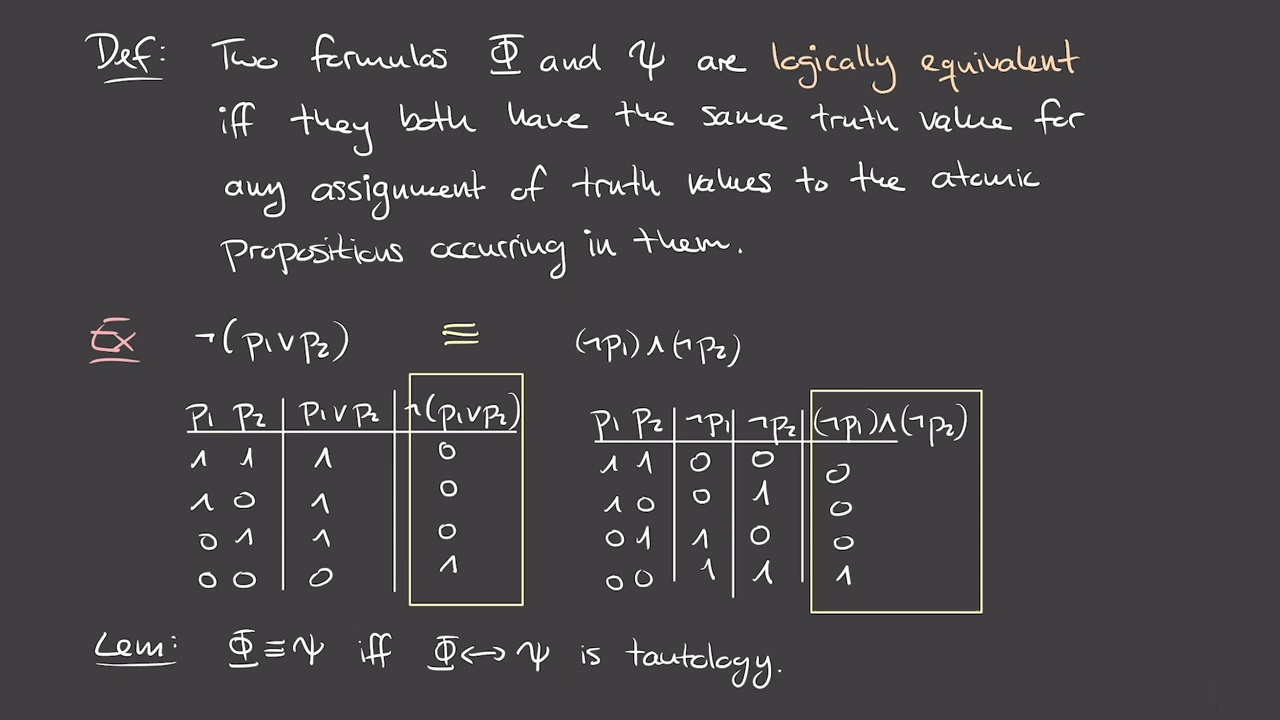 Def: Two formulas Φ and Ψ are logically equivalent
iff they both have the same truth value for
any assignment of truth values to the atomic
propositions occurring in them.
Ex ¬(p₁∨p₂) ≡ (¬p₁)∧(¬p₂)
p₁ p₂ p₁∨p₂ ¬(p₁∨p₂)
1 1 1 0
1 0 1 0
0 1 1 0
0 0 0 1
p₁ p₂ ¬p₁ ¬p₂ (¬p₁)∧(¬p₂)
1 1 0 0 0
1 0 0 1 0
0 1 1 0 0
0 0 1 1 1
Lem: Φ≡Ψ iff Φ↔Ψ is tautology.